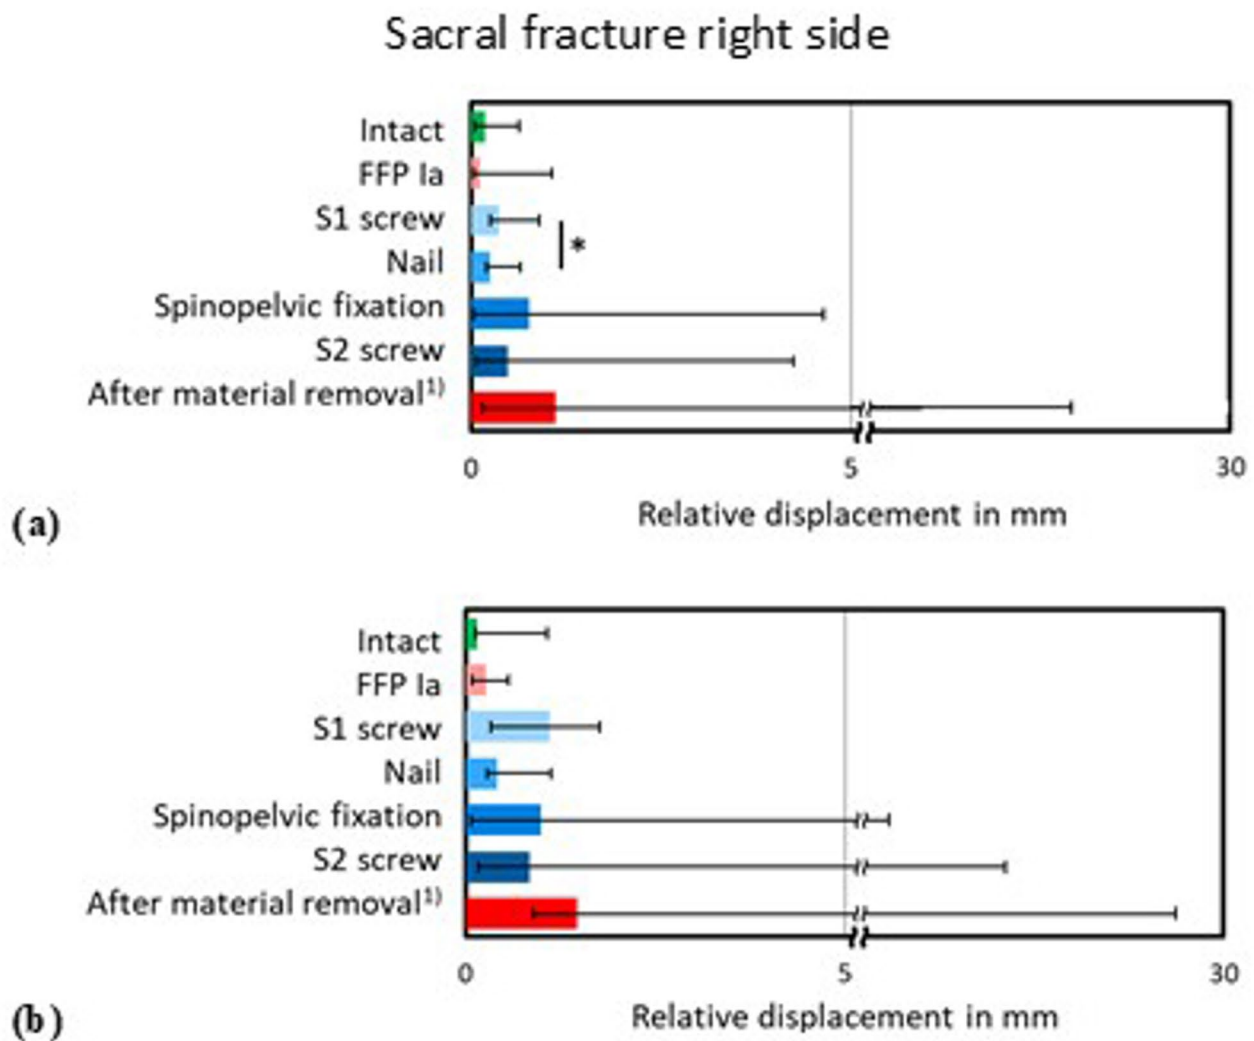 Sacral fracture right side
Intact
FFP Ia
S1 screw
*
Nail
Spinopelvic fixation
S2 screw
After material removal1)
0 5 30
Relative displacement in mm
(a)
Intact
FFP Ia
S1 screw
Nail
Spinopelvic fixation
S2 screw
After material removal1)
0 5 30
Relative displacement in mm
(b)